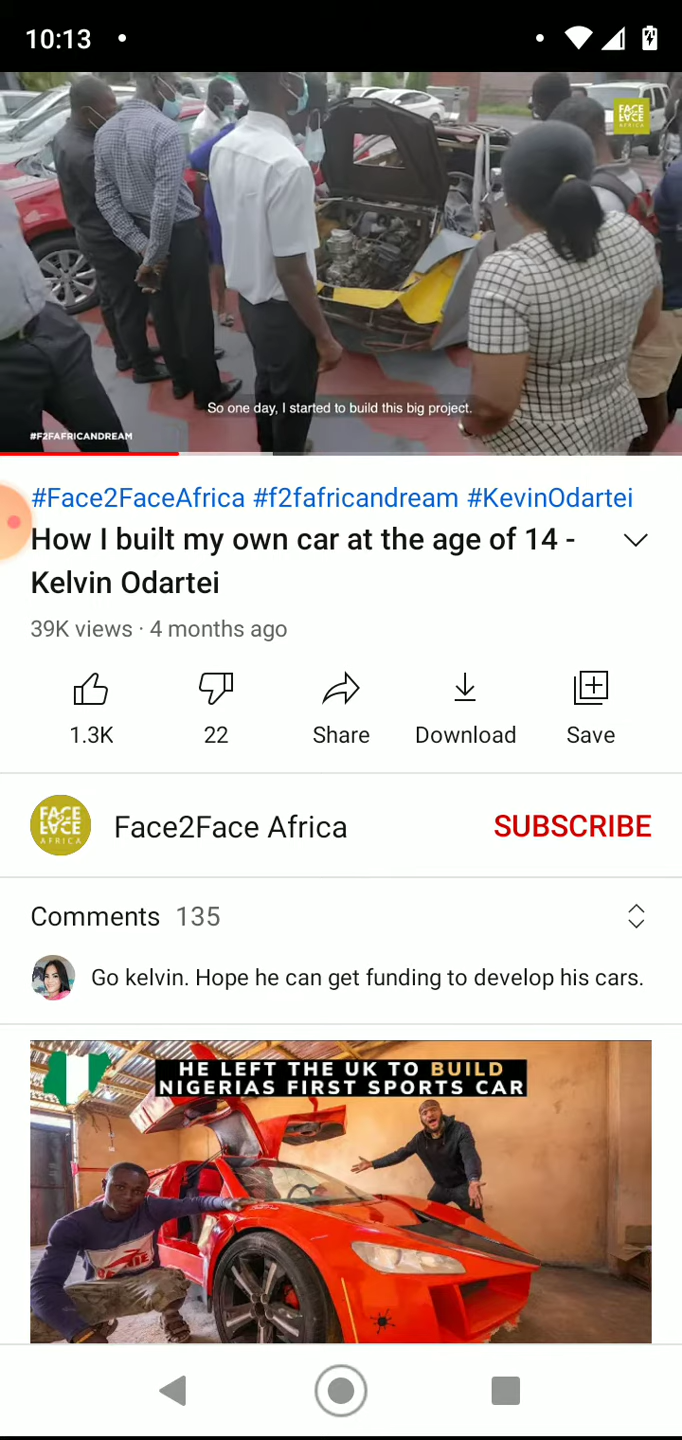 10:13
FACE
FACE
AFRICA
So one day, I started to build this big project.
#F2FAFRICANDREAM
#Face2FaceAfrica #f2fafricandream #KevinOdartei
How I built my own car at the age of 14 -
Kelvin Odartei
39K views · 4 months ago
1.3K 22 Share Download Save
FACE
FACE
AFRICA
Face2Face Africa SUBSCRIBE
Comments 135
Go kelvin. Hope he can get funding to develop his cars.
HE LEFT THE UK TO BUILD
NIGERIAS FIRST SPORTS CAR